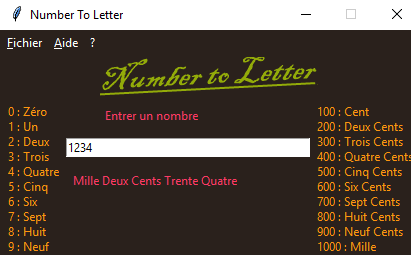 Number To Letter
Fichier Aide ?
Number to Letter
0 : Zéro
1 : Un
2 : Deux
3 : Trois
4 : Quatre
5 : Cinq
6 : Six
7 : Sept
8 : Huit
9 : Neuf
Entrer un nombre
1234
Mille Deux Cents Trente Quatre
100 : Cent
200 : Deux Cents
300 : Trois Cents
400 : Quatre Cents
500 : Cinq Cents
600 : Six Cents
700 : Sept Cents
800 : Huit Cents
900 : Neuf Cents
1000 : Mille